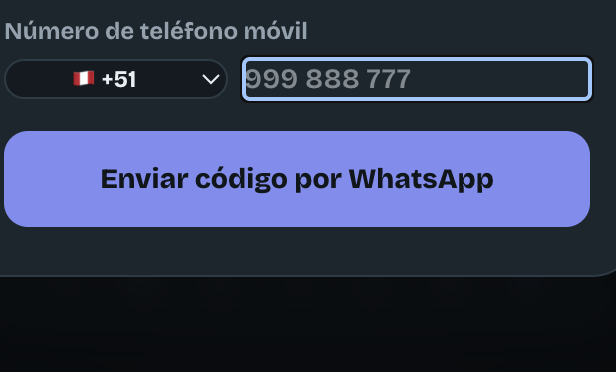 Número de teléfono móvil
🇵🇪 +51
999 888 777
Enviar código por WhatsApp